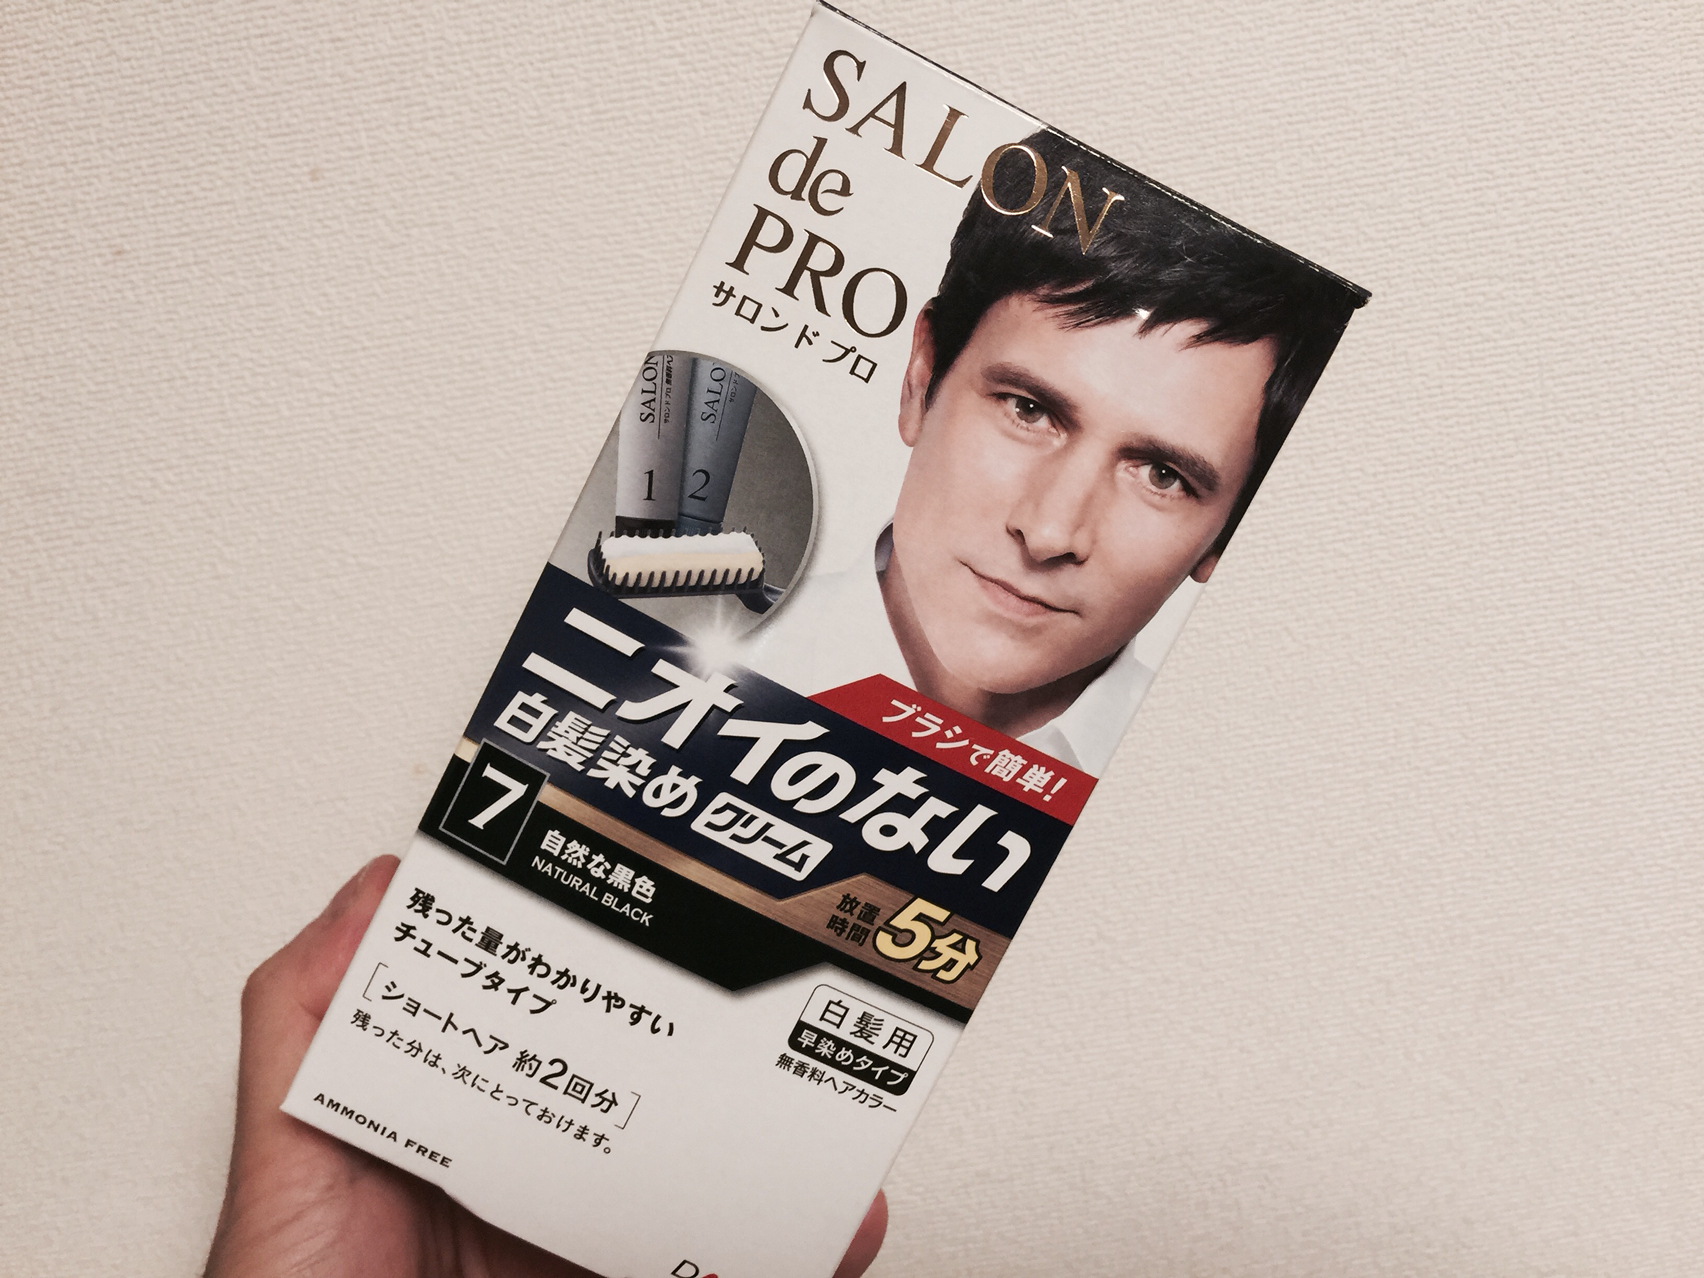 SALON
de
PRO
サロン ド プロ
SALON
SALO
1
2
ブラシで簡単!
ニオイのない
白髪染め クリーム
7
自然な黒色
NATURAL BLACK
放置時間 5分
残った量がわかりやすい
チューブタイプ
[ショートヘア 約2回分]
残った分は、次にとっておけます。
白髪用
早染めタイプ
無香料ヘアカラー
AMMONIA FREE